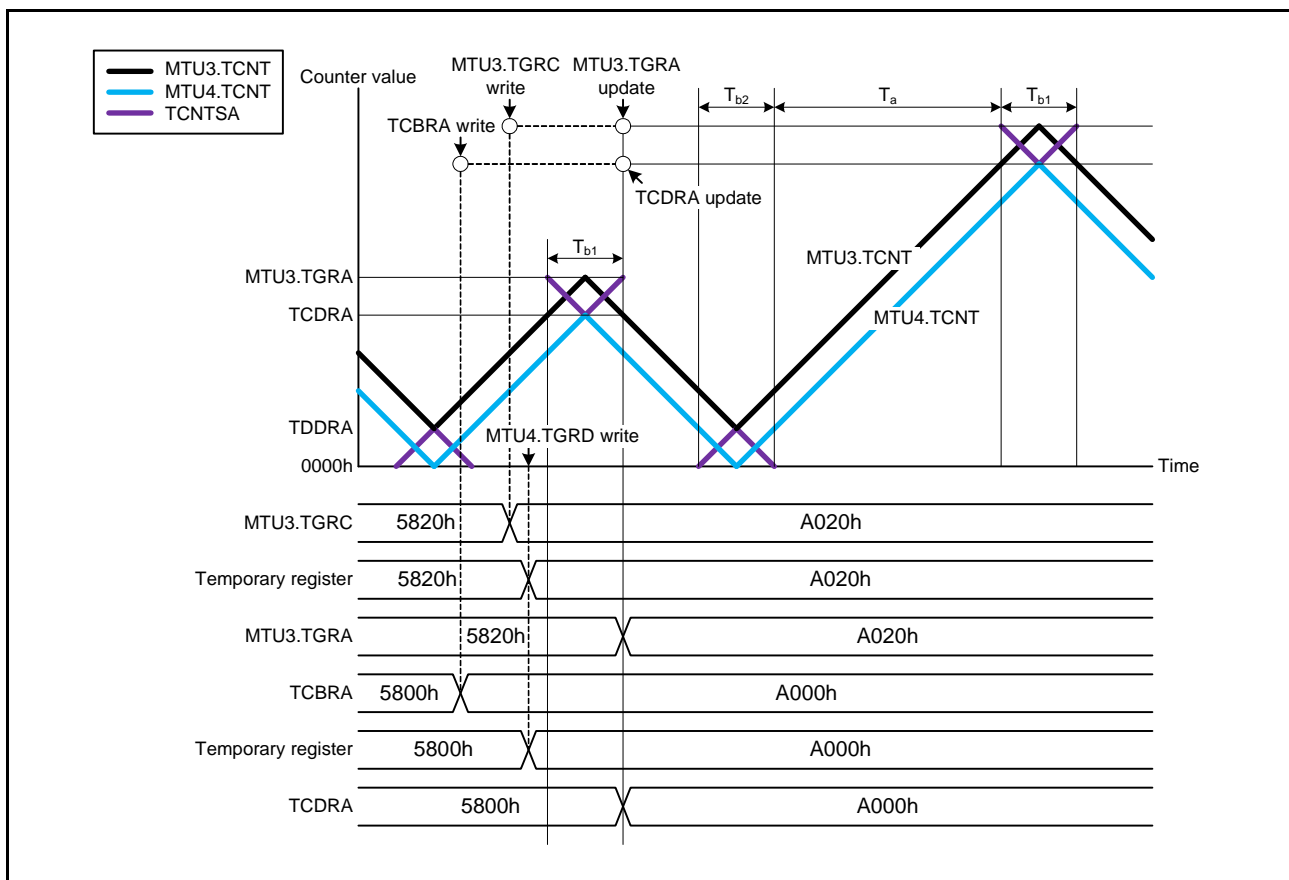 MTU3.TCNT
MTU4.TCNT
TCNTSA
Counter value
MTU3.TGRC
write
MTU3.TGRA
update
TCBRA write
TCDRA update
Tb2
Ta
Tb1
Tb1
MTU3.TGRA
TCDRA
TDDRA
0000h
MTU3.TCNT
MTU4.TCNT
MTU4.TGRD write
Time
MTU3.TGRC 5820h A020h
Temporary register 5820h A020h
MTU3.TGRA 5820h A020h
TCBRA 5800h A000h
Temporary register 5800h A000h
TCDRA 5800h A000h